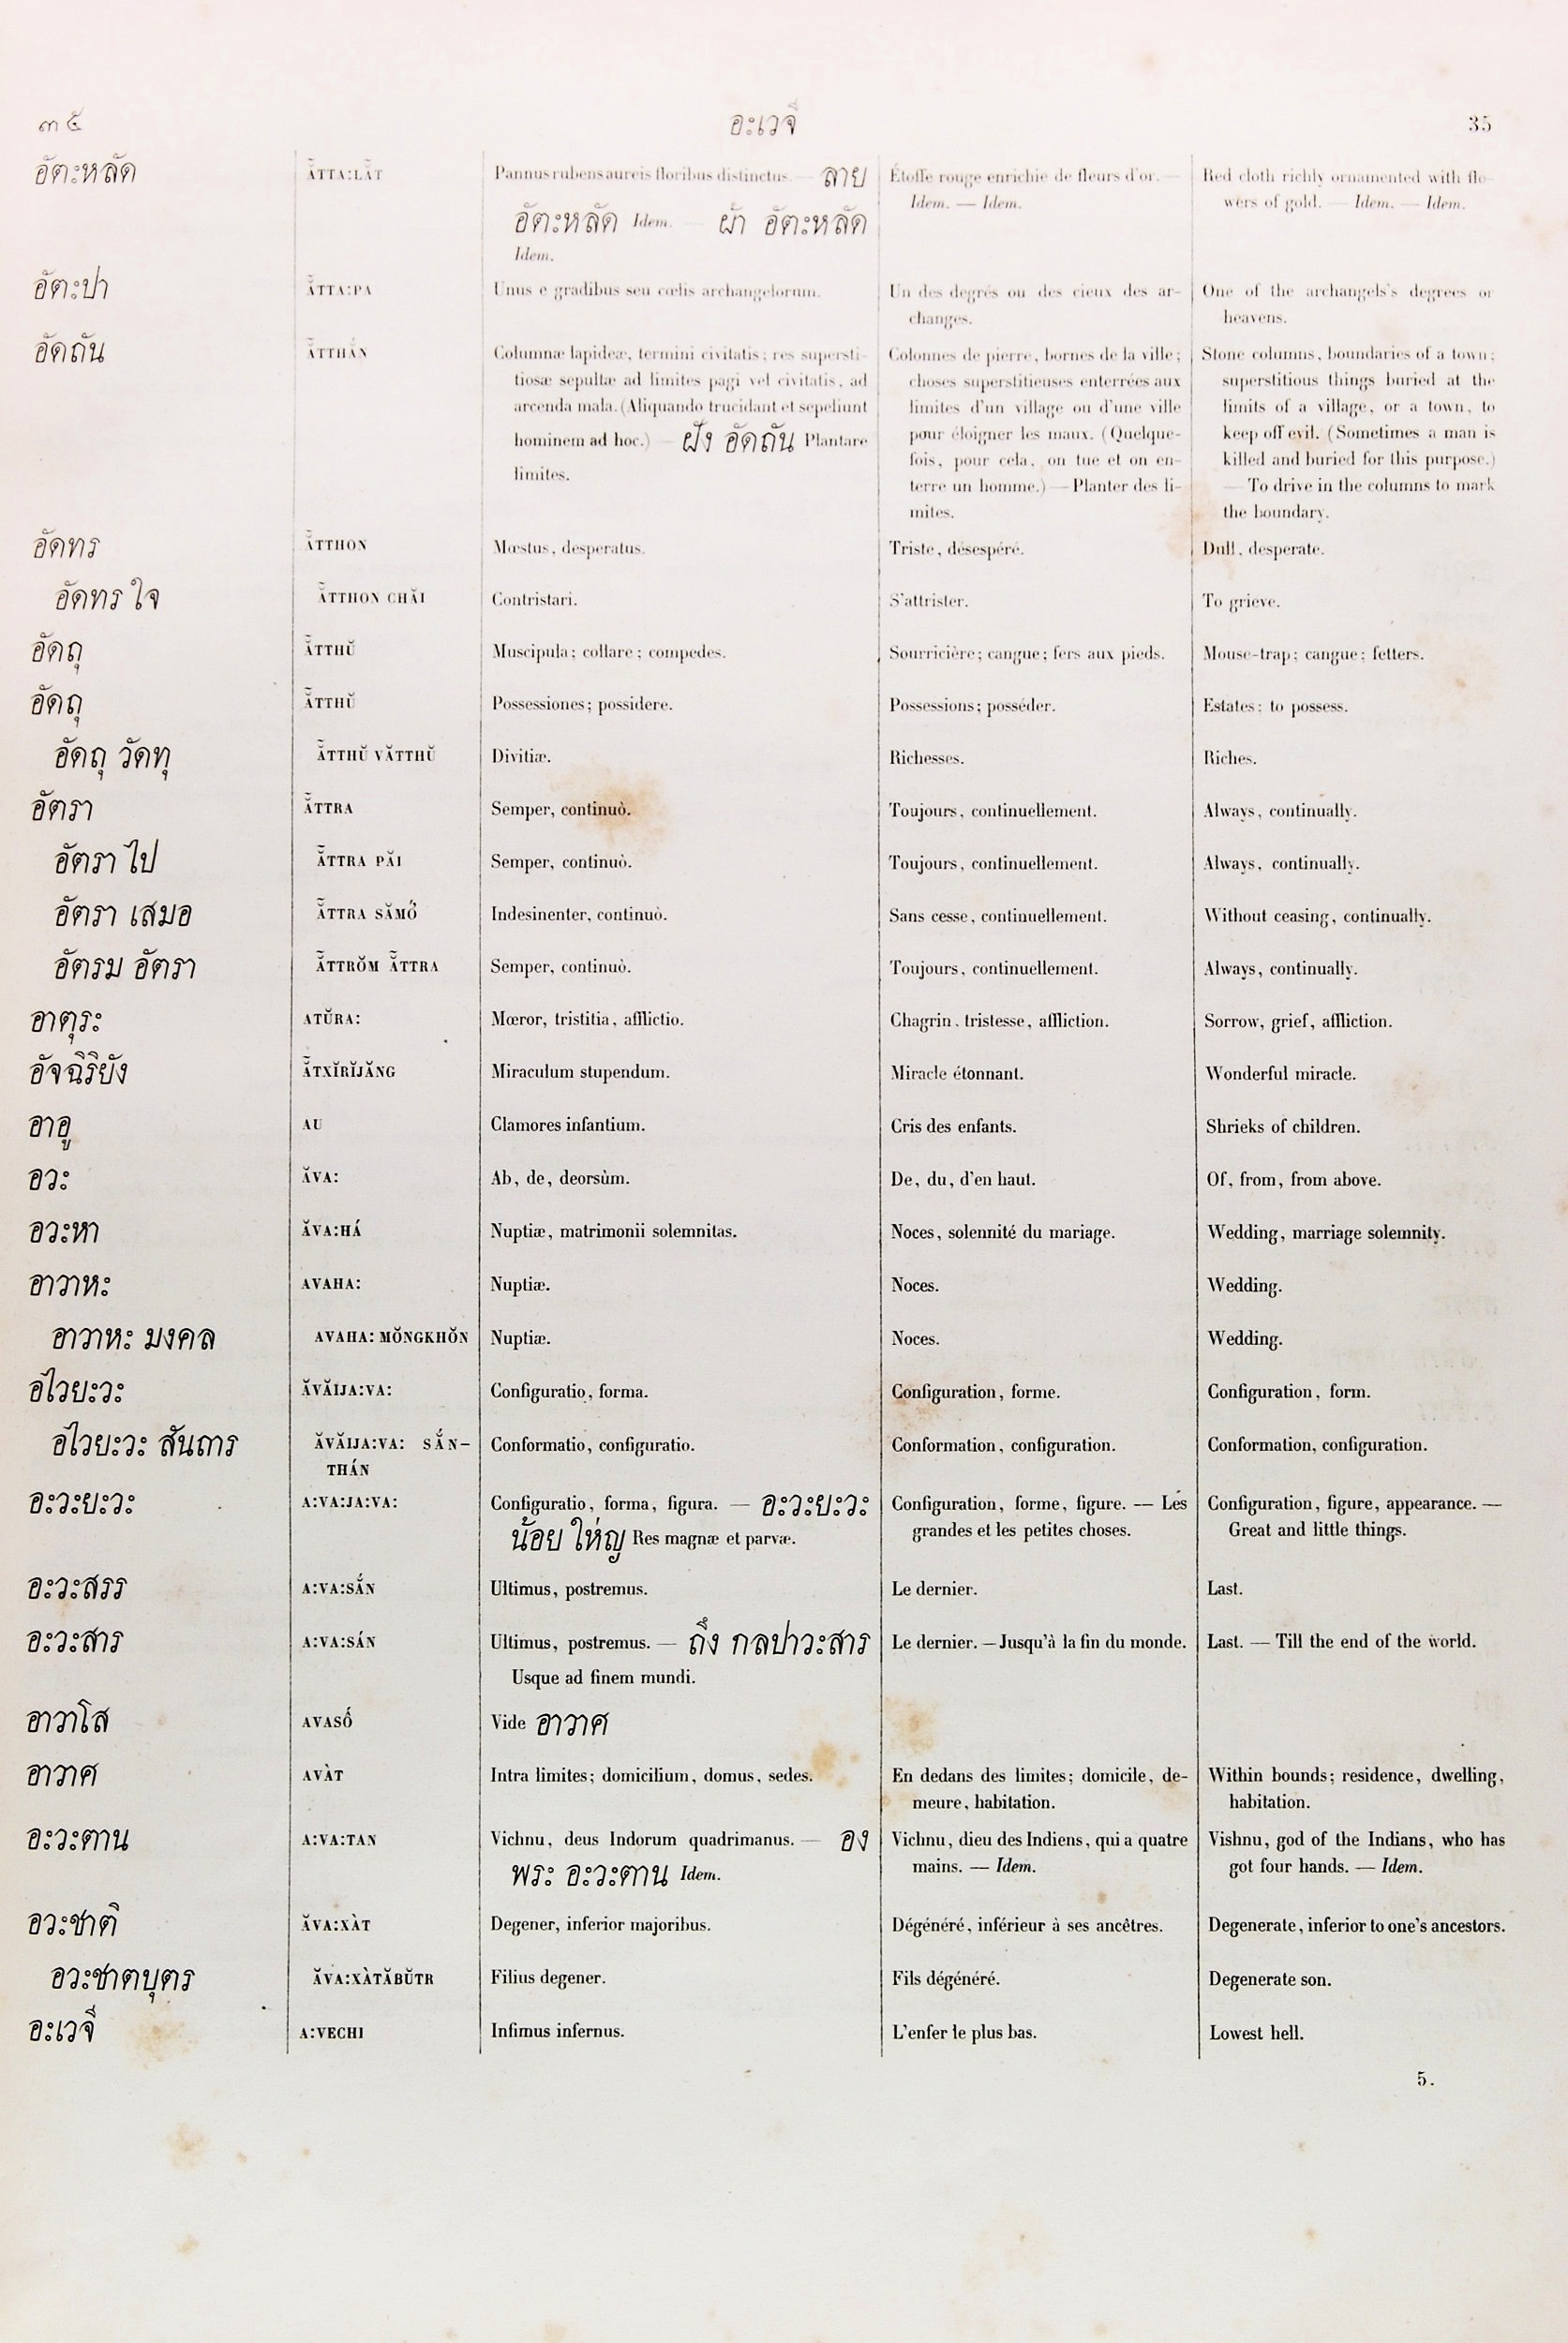 ๓๕ อะเวจี 35
อัตะหลัด ẴTTA:LẴT Pannus rubens aureis floribus distinctus. — ลาย Étoffe rouge enrichie de fleurs d'or. — Red cloth richly ornamented with flo-
อัตะหลัด Idem. — ผ้า อัตะหลัด Idem. — Idem. wers of gold. — Idem. — Idem.
Idem.
อัตะปา ẴTTA:PA Unus e gradibus seu cœlis archangelorum. Un des degrés ou des cieux des ar- One of the archangels's degrees or
changes. heavens.
อัดถัน ẴTTHẮN Columnæ lapideæ, termini civitatis; res supersti- Colonnes de pierre, bornes de la ville; Stone columns, boundaries of a town;
tiosæ sepultæ ad limites pagi vel civitatis, ad choses superstitieuses enterrées aux superstitious things buried at the
arcenda mala. (Aliquando trucidant et sepeliunt limites d'un village ou d'une ville limits of a village, or a town, to
hominem ad hoc.) — ฝัง อัดถัน Plantare pour éloigner les maux. (Quelque- keep off evil. (Sometimes a man is
limites. fois, pour cela, on tue et on en- killed and buried for this purpose.)
terre un homme.) — Planter des li- — To drive in the columns to mark
mites. the boundary.
อัดทร ẴTTHON Mœstus, desperatus. Triste, désespéré. Dull, desperate.
อัดทร ใจ ẴTTHON CHĂI Contristari. S'attrister. To grieve.
อัดถุ ẴTTHŬ Muscipula; collare; compedes. Sourricière; cangue; fers aux pieds. Mouse-trap; cangue; fetters.
อัดถุ ẴTTHŬ Possessiones; possidere. Possessions; posséder. Estates; to possess.
อัดถุ วัดทุ ẴTTHŬ VĂTTHŬ Divitiæ. Richesses. Riches.
อัตรา ẴTTRA Semper, continuò. Toujours, continuellement. Always, continually.
อัตรา ไป ẴTTRA PĂI Semper, continuò. Toujours, continuellement. Always, continually.
อัตรา เสมอ ẴTTRA SĂMỎ́ Indesinenter, continuò. Sans cesse, continuellement. Without ceasing, continually.
อัตรม อัตรา ẴTTRŎM ẴTTRA Semper, continuò. Toujours, continuellement. Always, continually.
อาตุระ ATŬRA: Mœror, tristitia, afflictio. Chagrin, tristesse, affliction. Sorrow, grief, affliction.
อัจฉิริยัง ẴTXĬRĬJĂNG Miraculum stupendum. Miracle étonnant. Wonderful miracle.
อาอู AU Clamores infantium. Cris des enfants. Shrieks of children.
อวะ ĂVA: Ab, de, deorsùm. De, du, d'en haut. Of, from, from above.
อวะหา ĂVA:HÁ Nuptiæ, matrimonii solemnitas. Noces, solennité du mariage. Wedding, marriage solemnity.
อาวาหะ AVAHA: Nuptiæ. Noces. Wedding.
อาวาหะ มงคล AVAHA: MŎNGKHŎN Nuptiæ. Noces. Wedding.
อไวยะวะ ĂVĂIJA:VA: Configuratio, forma. Configuration, forme. Configuration, form.
อไวยะวะ สันถาร ĂVĂIJA:VA: SẮN- Conformatio, configuratio. Conformation, configuration. Conformation, configuration.
THÁN
อะวะยะวะ A:VA:JA:VA: Configuratio, forma, figura. — อะวะยะวะ Configuration, forme, figure. — Les Configuration, figure, appearance. —
น้อย ให่ญ Res magnæ et parvæ. grandes et les petites choses. Great and little things.
อะวะสรร A:VA:SẮN Ultimus, postremus. Le dernier. Last.
อะวะสาร A:VA:SÁN Ultimus, postremus. — ถึง กลปาวะสาร Le dernier. — Jusqu'à la fin du monde. Last. — Till the end of the world.
Usque ad finem mundi.
อาวาโส AVASỐ Vide อาวาศ
อาวาศ AVÀT Intra limites; domicilium, domus, sedes. En dedans des limites; domicile, de- Within bounds; residence, dwelling,
meure, habitation. habitation.
อะวะตาน A:VA:TAN Vichnu, deus Indorum quadrimanus. — อง Vichnu, dieu des Indiens, qui a quatre Vishnu, god of the Indians, who has
พระ อะวะตาน Idem. mains. — Idem. got four hands. — Idem.
อวะชาติ ĂVA:XÀT Degener, inferior majoribus. Dégénéré, inférieur à ses ancêtres. Degenerate, inferior to one's ancestors.
อวะชาตบุตร ĂVA:XÀTĂBŬTR Filius degener. Fils dégénéré. Degenerate son.
อะเวจี A:VECHI Infimus infernus. L'enfer le plus bas. Lowest hell.
5.